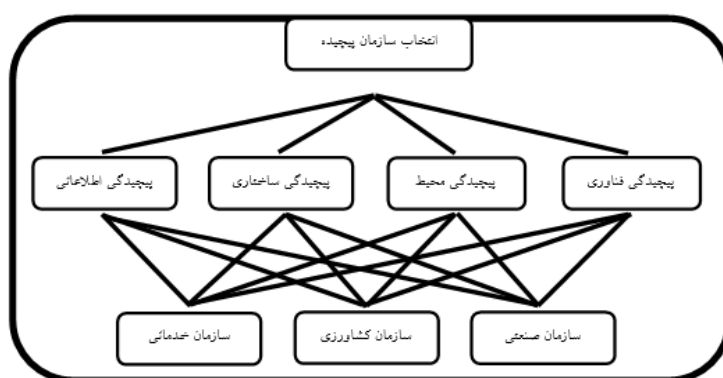 انتخاب سازمان پیچیده
پیچیدگی فناوری
پیچیدگی محیط
پیچیدگی ساختاری
پیچیدگی اطلاعاتی
سازمان صنعتی
سازمان کشاورزی
سازمان خدماتی